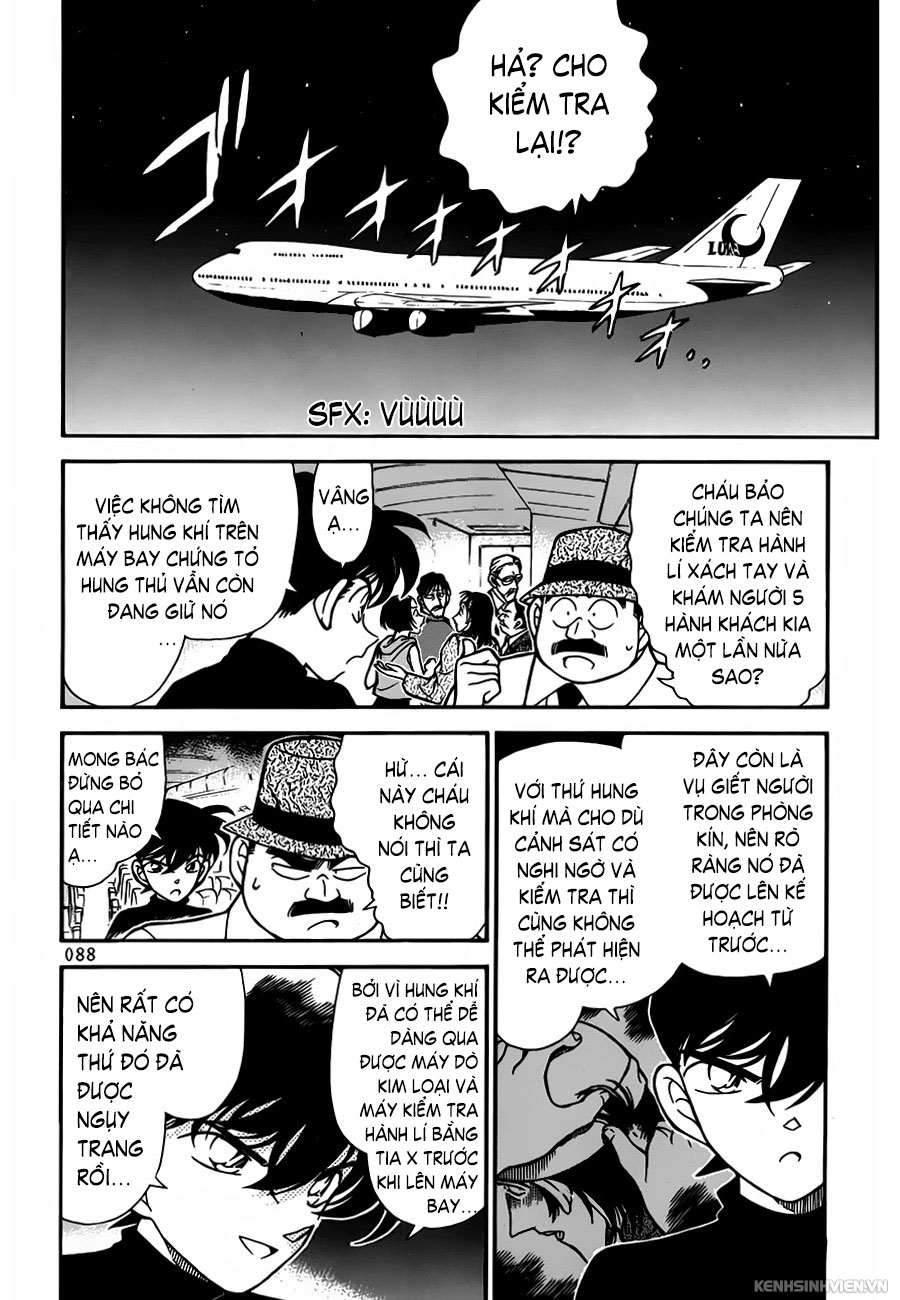 HẢ? CHO
KIỂM TRA
LẠI!?
ゴォォォォォォ...
LUNA
SFX: VÙÙÙÙ
CHÁU BẢO
CHÚNG TA NÊN
KIỂM TRA HÀNH
LÍ XÁCH TAY VÀ
KHÁM NGƯỜI 5
HÀNH KHÁCH KIA
MỘT LẦN NỮA
SAO?
VÂNG
Ạ...
VIỆC KHÔNG TÌM
THẤY HUNG KHÍ TRÊN
MÁY BAY CHỨNG TỎ
HUNG THỦ VẪN CÒN
ĐANG GIỮ NÓ
...
ĐÂY CÒN LÀ
VỤ GIẾT NGƯỜI
TRONG PHÒNG
KÍN, NÊN RÕ
RÀNG NÓ ĐÃ
ĐƯỢC LÊN KẾ
HOẠCH TỪ
TRƯỚC...
VỚI THỨ HUNG
KHÍ MÀ CHO DÙ
CẢNH SÁT CÓ
NGHI NGỜ VÀ
KIỂM TRA THÌ
CŨNG KHÔNG
THỂ PHÁT HIỆN
RA ĐƯỢC...
HỪ... CÁI
NÀY CHÁU
KHÔNG
NÓI THÌ TA
CŨNG
BIẾT!!
MONG BÁC
ĐỪNG BỎ
QUA CHI
TIẾT NÀO
Ạ...
088
BỞI VÌ HUNG KHÍ
ĐÃ CÓ THỂ DỄ
DÀNG QUA
ĐƯỢC MÁY DÒ
KIM LOẠI VÀ
MÁY KIỂM TRA
HÀNH LÍ BẰNG
TIA X TRƯỚC
KHI LÊN MÁY
BAY...
NÊN RẤT CÓ
KHẢ NĂNG
THỨ ĐÓ ĐÃ
ĐƯỢC
NGỤY
TRANG
RỒI...
KENHSINHVIEN.VN